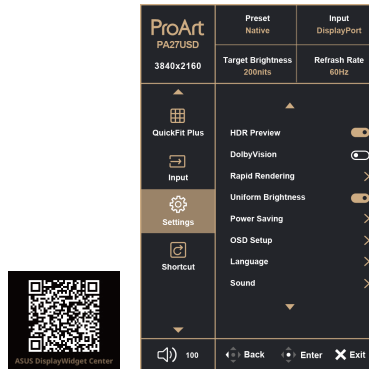 ProArt
PA27USD
3840x2160
Preset
Native
Input
DisplayPort
Target Brightness
200nits
Refresh Rate
60Hz
QuickFit Plus
Input
Settings
Shortcut
HDR Preview
DolbyVision
Rapid Rendering
Uniform Brightness
Power Saving
OSD Setup
Language
Sound
100
Back
Enter
Exit
ASUS DisplayWidget Center